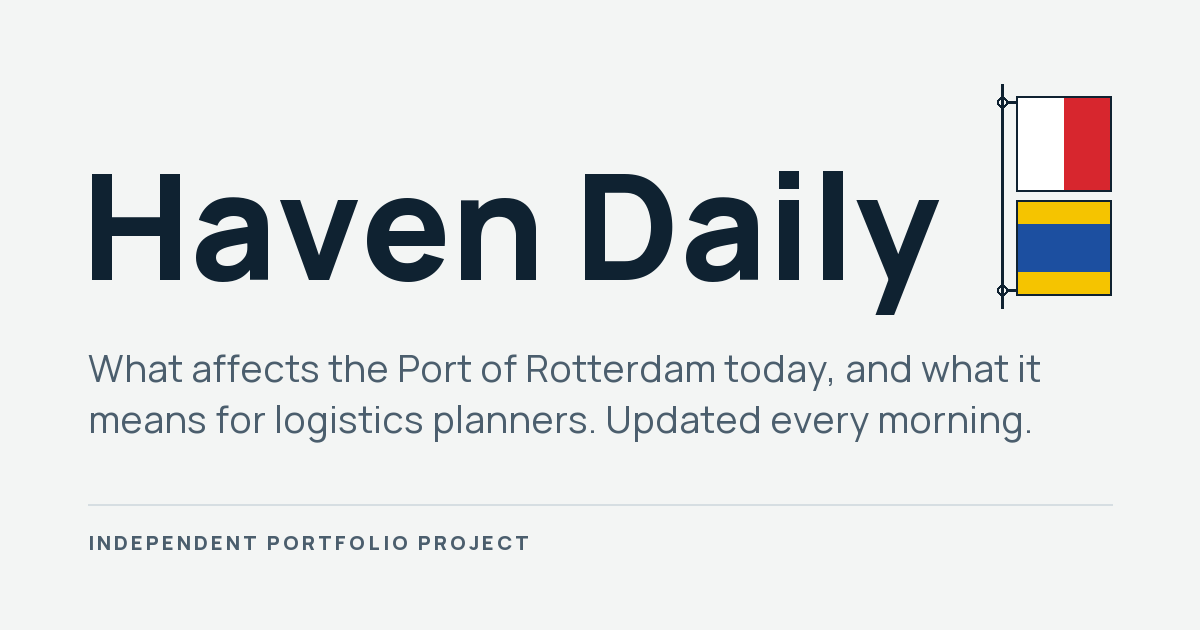 Haven Daily
What affects the Port of Rotterdam today, and what it
means for logistics planners. Updated every morning.
INDEPENDENT PORTFOLIO PROJECT